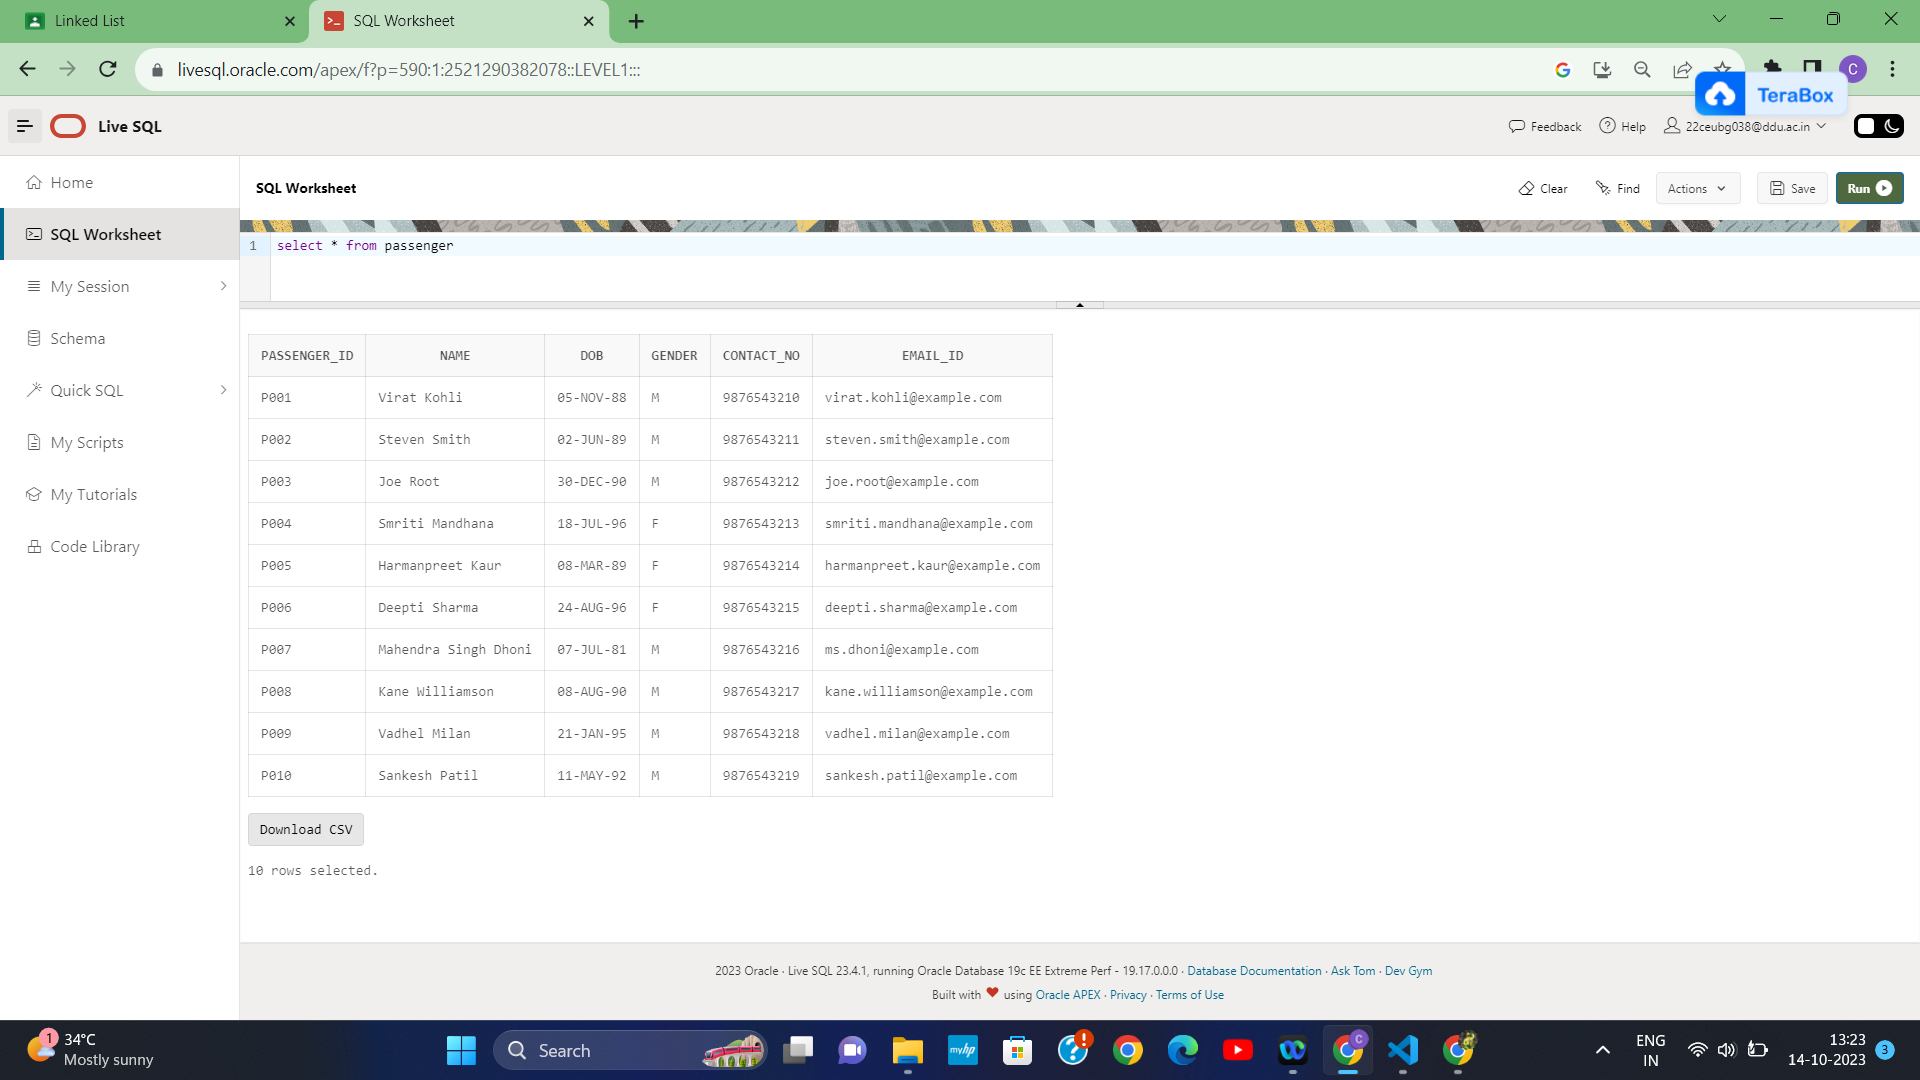 Linked List
SQL Worksheet
livesql.oracle.com/apex/f?p=590:1:2521290382078::LEVEL1:::
C
TeraBox
Live SQL
Feedback
Help
22ceubg038@ddu.ac.in
Home
SQL Worksheet
My Session
Schema
Quick SQL
My Scripts
My Tutorials
Code Library
SQL Worksheet
Clear
Find
Actions
Save
Run
1 select * from passenger
PASSENGER_ID NAME DOB GENDER CONTACT_NO EMAIL_ID
P001 Virat Kohli 05-NOV-88 M 9876543210 virat.kohli@example.com
P002 Steven Smith 02-JUN-89 M 9876543211 steven.smith@example.com
P003 Joe Root 30-DEC-90 M 9876543212 joe.root@example.com
P004 Smriti Mandhana 18-JUL-96 F 9876543213 smriti.mandhana@example.com
P005 Harmanpreet Kaur 08-MAR-89 F 9876543214 harmanpreet.kaur@example.com
P006 Deepti Sharma 24-AUG-96 F 9876543215 deepti.sharma@example.com
P007 Mahendra Singh Dhoni 07-JUL-81 M 9876543216 ms.dhoni@example.com
P008 Kane Williamson 08-AUG-90 M 9876543217 kane.williamson@example.com
P009 Vadhel Milan 21-JAN-95 M 9876543218 vadhel.milan@example.com
P010 Sankesh Patil 11-MAY-92 M 9876543219 sankesh.patil@example.com
Download CSV
10 rows selected.
2023 Oracle · Live SQL 23.4.1, running Oracle Database 19c EE Extreme Perf - 19.17.0.0.0 · Database Documentation · Ask Tom · Dev Gym
Built with ❤ using Oracle APEX · Privacy · Terms of Use
1
34°C
Mostly sunny
Search
myhp
C
ENG
IN
13:23
14-10-2023
3